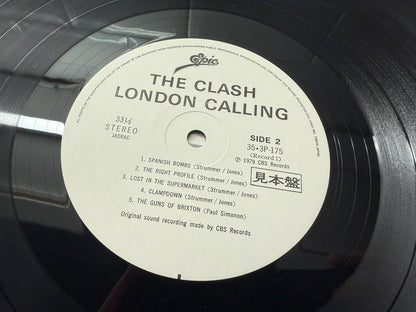 Epic
THE CLASH
LONDON CALLING
33⅓
STEREO
JASRAC
SIDE 2
35・3P-175
(Record 1)
℗ 1979 CBS Records
見本盤
1. SPANISH BOMBS (Strummer/Jones)
2. THE RIGHT PROFILE (Strummer/Jones)
3. LOST IN THE SUPERMARKET (Strummer/Jones)
4. CLAMPDOWN (Strummer/Jones)
5. THE GUNS OF BRIXTON (Paul Simonon)
Original sound recording made by CBS Records